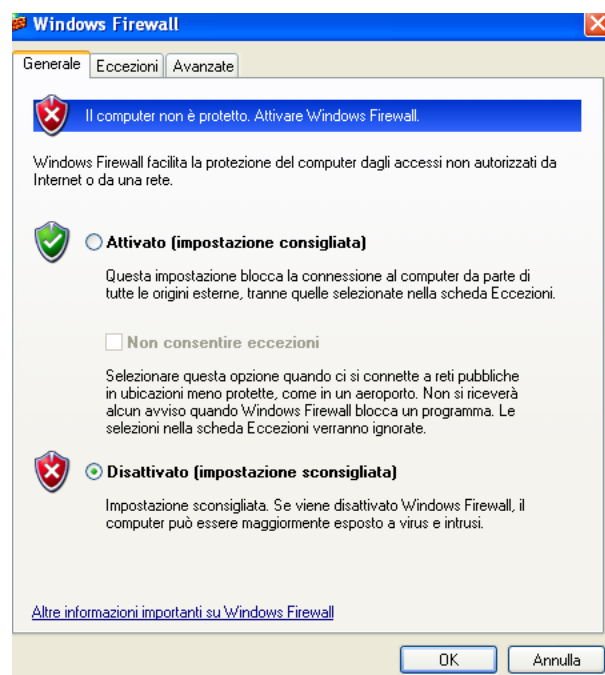 Windows Firewall
Generale Eccezioni Avanzate
Il computer non è protetto. Attivare Windows Firewall.
Windows Firewall facilita la protezione del computer dagli accessi non autorizzati da
Internet o da una rete.
Attivato (impostazione consigliata)
Questa impostazione blocca la connessione al computer da parte di
tutte le origini esterne, tranne quelle selezionate nella scheda Eccezioni.
Non consentire eccezioni
Selezionare questa opzione quando ci si connette a reti pubbliche
in ubicazioni meno protette, come in un aeroporto. Non si riceverà
alcun avviso quando Windows Firewall blocca un programma. Le
selezioni nella scheda Eccezioni verranno ignorate.
Disattivato (impostazione sconsigliata)
Impostazione sconsigliata. Se viene disattivato Windows Firewall, il
computer può essere maggiormente esposto a virus e intrusi.
Altre informazioni importanti su Windows Firewall
OK Annulla